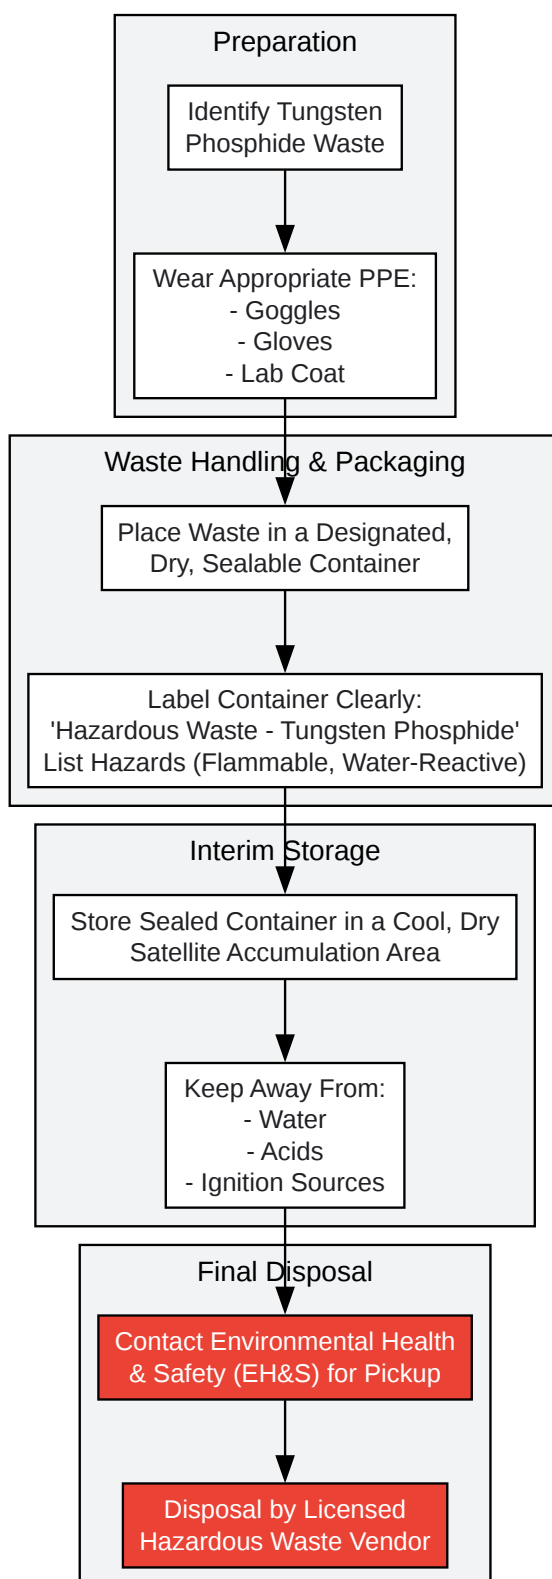 Preparation
Identify Tungsten
Phosphide Waste
Wear Appropriate PPE:
- Goggles
- Gloves
- Lab Coat
Waste Handling & Packaging
Place Waste in a Designated,
Dry, Sealable Container
Label Container Clearly:
'Hazardous Waste - Tungsten Phosphide'
List Hazards (Flammable, Water-Reactive)
Interim Storage
Store Sealed Container in a Cool, Dry
Satellite Accumulation Area
Keep Away From:
- Water
- Acids
- Ignition Sources
Final Disposal
Contact Environmental Health
& Safety (EH&S) for Pickup
Disposal by Licensed
Hazardous Waste Vendor